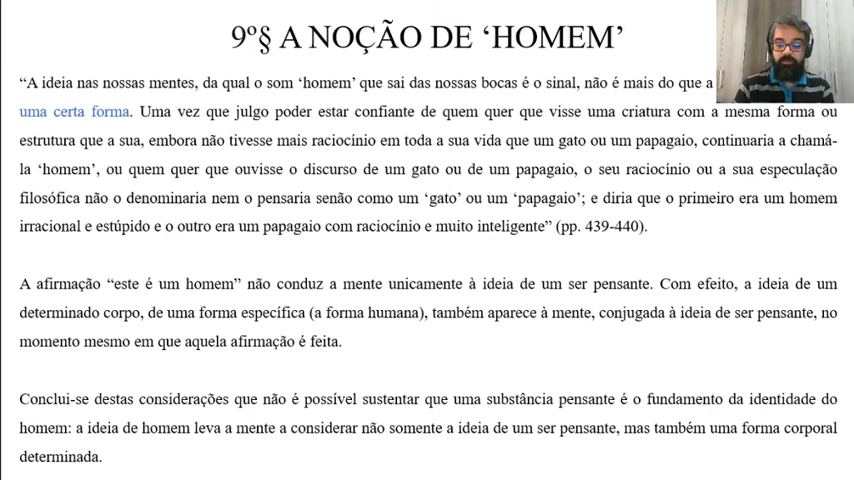 9º§ A NOÇÃO DE ‘HOMEM’
“A ideia nas nossas mentes, da qual o som ‘homem’ que sai das nossas bocas é o sinal, não é mais do que a
uma certa forma. Uma vez que julgo poder estar confiante de quem quer que visse uma criatura com a mesma forma ou
estrutura que a sua, embora não tivesse mais raciocínio em toda a sua vida que um gato ou um papagaio, continuaria a chamá-
la ‘homem’, ou quem quer que ouvisse o discurso de um gato ou de um papagaio, o seu raciocínio ou a sua especulação
filosófica não o denominaria nem o pensaria senão como um ‘gato’ ou um ‘papagaio’; e diria que o primeiro era um homem
irracional e estúpido e o outro era um papagaio com raciocínio e muito inteligente” (pp. 439-440).
A afirmação “este é um homem” não conduz a mente unicamente à ideia de um ser pensante. Com efeito, a ideia de um
determinado corpo, de uma forma específica (a forma humana), também aparece à mente, conjugada à ideia de ser pensante, no
momento mesmo em que aquela afirmação é feita.
Conclui-se destas considerações que não é possível sustentar que uma substância pensante é o fundamento da identidade do
homem: a ideia de homem leva a mente a considerar não somente a ideia de um ser pensante, mas também uma forma corporal
determinada.